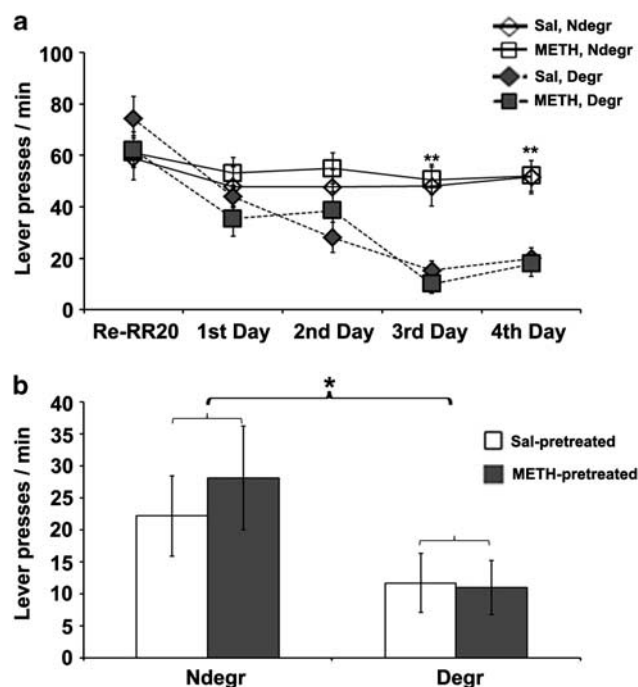 a
Sal, Ndegr
METH, Ndegr
Sal, Degr
METH, Degr
Lever presses / min
100
80
60
40
20
0
** **
Re-RR20 1st Day 2nd Day 3rd Day 4th Day
b
Lever presses / min
40
35
30
25
20
15
10
5
0
*
Sal-pretreated
METH-pretreated
Ndegr Degr